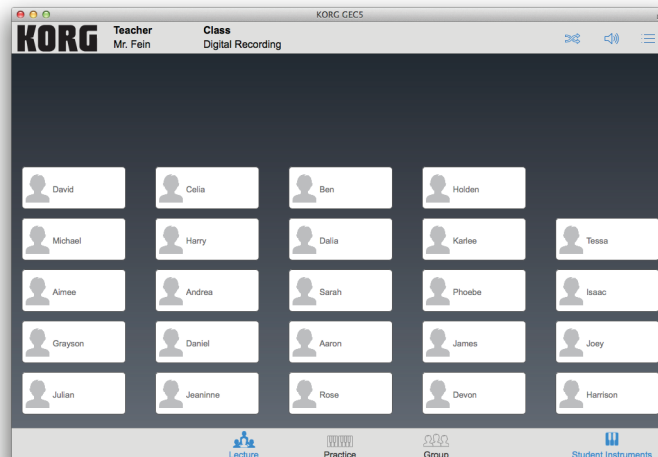 KORG GEC5
KORG
Teacher
Class
Mr. Fein
Digital Recording
David
Celia
Ben
Holden
Michael
Harry
Dalia
Karlee
Tessa
Aimee
Andrea
Sarah
Phoebe
Isaac
Grayson
Daniel
Aaron
James
Joey
Julian
Jeaninne
Rose
Devon
Harrison
Lecture
Practice
Group
Student Instruments